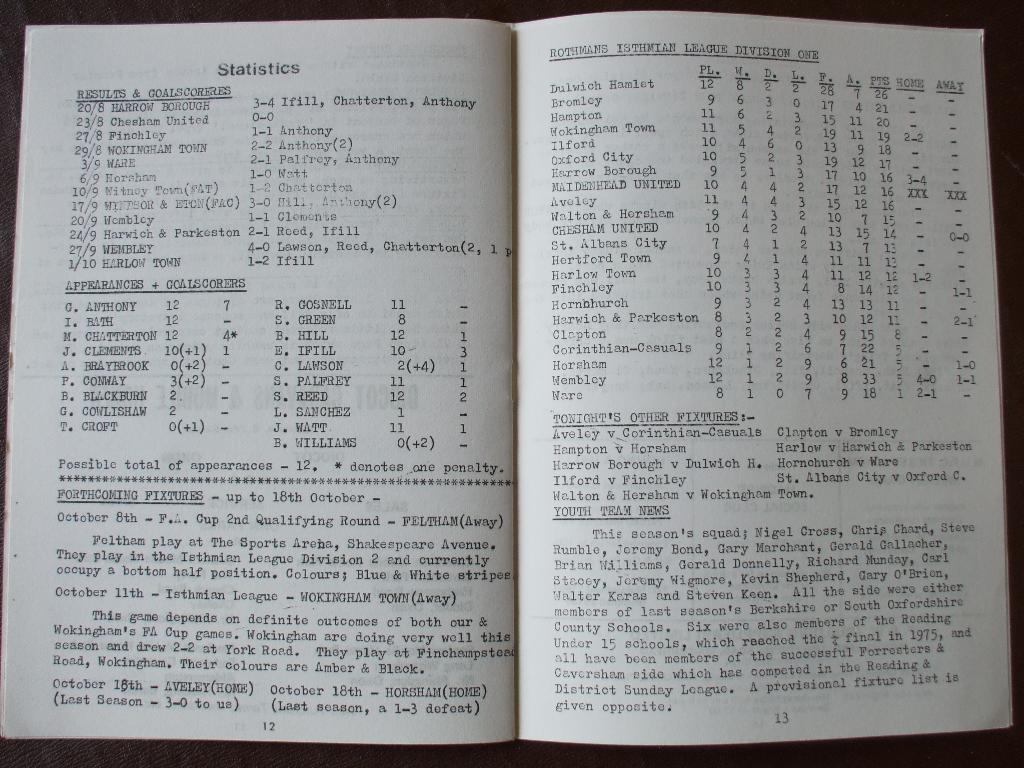 Statistics
RESULTS & GOALSCORERES
20/8 HARROW BOROUGH 3-4 Ifill, Chatterton, Anthony
23/8 Chesham United 0-0
27/8 Finchley 1-1 Anthony
29/8 WOKINGHAM TOWN 2-2 Anthony(2)
3/9 WARE 2-1 Palfrey, Anthony
6/9 Horsham 1-0 Watt
10/9 Witney Town(FAT) 1-2 Chatterton
17/9 WINDSOR & ETON(FAC) 3-0 Hill, Anthony(2)
20/9 Wembley 1-1 Clements
24/9 Harwich & Parkeston 2-1 Reed, Ifill
27/9 WEMBLEY 4-0 Lawson, Reed, Chatterton(2, 1 p
1/10 HARLOW TOWN 1-2 Ifill
APPEARANCES + GOALSCORERS
C. ANTHONY 12 7 R. GOSNELL 11 -
I. BATH 12 - S. GREEN 8 -
M. CHATTERTON 12 4* B. HILL 12 1
J. CLEMENTS 10(+1) 1 E. IFILL 10 3
A. BRAYBROOK 0(+2) - C. LAWSON 2(+4) 1
P. CONWAY 3(+2) - S. PALFREY 11 1
B. BLACKBURN 2 - S. REED 12 2
G. COWLISHAW 2 - L. SANCHEZ 1 -
T. CROFT 0(+1) - J. WATT 11 1
B. WILLIAMS 0(+2) -
Possible total of appearances - 12. * denotes one penalty.
FORTHCOMING FIXTURES - up to 18th October -
October 8th - F.A. Cup 2nd Qualifying Round - FELTHAM(Away)
Feltham play at The Sports Arena, Shakespeare Avenue.
They play in the Isthmian League Division 2 and currently
occupy a bottom half position. Colours; Blue & White stripes
October 11th - Isthmian League - WOKINGHAM TOWN(Away)
This game depends on definite outcomes of both our &
Wokingham's FA Cup games. Wokingham are doing very well this
season and drew 2-2 at York Road. They play at Finchampstead
Road, Wokingham. Their colours are Amber & Black.
October 18th - AVELEY(HOME) October 18th - HORSHAM(HOME)
(Last Season - 3-0 to us) (Last season, a 1-3 defeat)
12
ROTHMANS ISTHMIAN LEAGUE DIVISION ONE
PL. W. D. L. F. A. PTS HOME AWAY
Dulwich Hamlet 12 8 2 2 28 7 26 - -
Bromley 9 6 3 0 17 4 21 - -
Hampton 11 6 2 3 15 11 20 - -
Wokingham Town 11 5 4 2 19 11 19 2-2 -
Ilford 10 4 6 0 13 9 18 - -
Oxford City 10 5 2 3 19 12 17 - -
Harrow Borough 9 5 1 3 17 10 16 3-4 -
MAIDENHEAD UNITED 10 4 4 2 17 12 16 XXX XXX
Aveley 11 4 4 3 15 12 16 - -
Walton & Hersham 9 4 3 2 10 7 15 - -
CHESHAM UNITED 10 4 2 4 13 15 14 - 0-0
St. Albans City 7 4 1 2 13 7 13 - -
Hertford Town 9 4 1 4 11 11 13 - -
Harlow Town 10 3 3 4 11 12 12 1-2 -
Finchley 10 3 3 4 8 14 12 - 1-1
Hornbhurch 9 3 2 4 13 13 11 - -
Harwich & Parkeston 8 3 2 3 10 12 11 - 2-1
Clapton 8 2 2 4 9 15 8 - -
Corinthian-Casuals 9 1 2 6 7 22 5 - -
Horsham 12 1 2 9 6 21 5 - 1-0
Wembley 12 1 2 9 8 33 5 4-0 1-1
Ware 8 1 0 7 9 18 1 2-1 -
TONIGHT'S OTHER FIXTURES:-
Aveley v Corinthian-Casuals Clapton v Bromley
Hampton v Horsham Harlow v Harwich & Parkeston
Harrow Borough v Dulwich H. Hornchurch v Ware
Ilford v Finchley St. Albans City v Oxford C.
Walton & Hersham v Wokingham Town.
YOUTH TEAM NEWS
This season's squad; Nigel Cross, Chris Chard, Steve
Rumble, Jeremy Bond, Gary Marchant, Gerald Gallacher,
Brian Williams, Gerald Donnelly, Richard Munday, Carl
Stacey, Jeremy Wigmore, Kevin Shepherd, Gary O'Brien,
Walter Karas and Steven Keen. All the side were either
members of last season's Berkshire or South Oxfordshire
County Schools. Six were also members of the Reading
Under 15 schools, which reached the ¼ final in 1975, and
all have been members of the successful Forresters &
Caversham side which has competed in the Reading &
District Sunday League. A provisional fixture list is
given opposite.
13